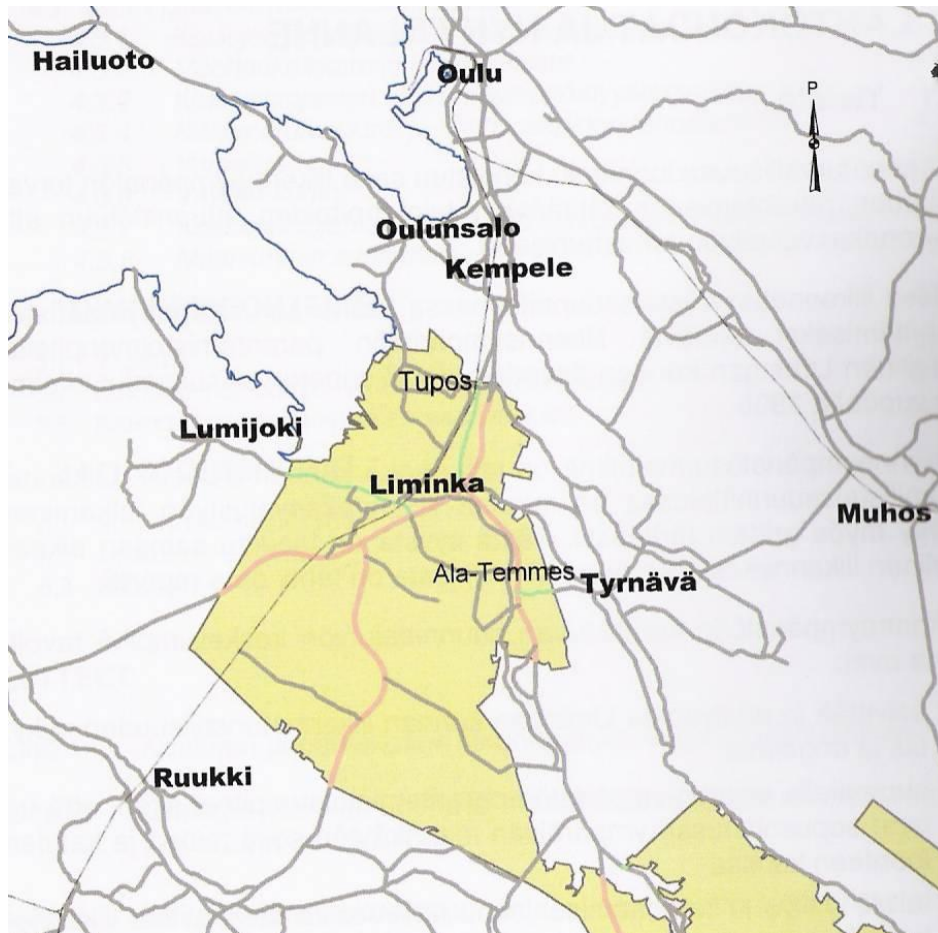 Hailuoto
Oulu
P
Oulunsalo
Kempele
Tupos
Lumijoki
Liminka
Muhos
Ala-Temmes
Tyrnävä
Ruukki